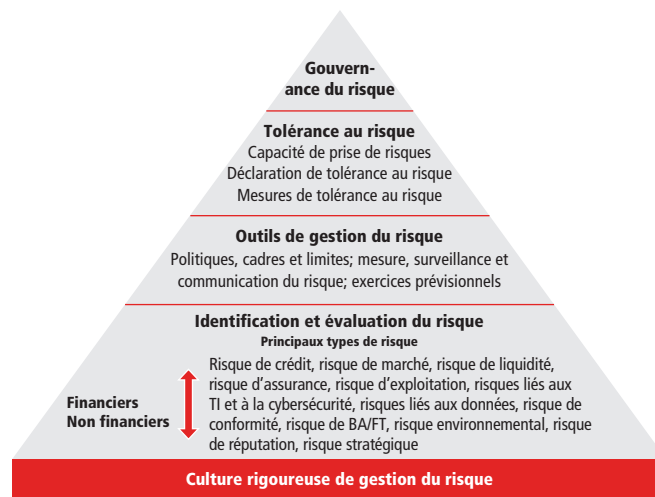 Gouvern-
ance du risque
Tolérance au risque
Capacité de prise de risques
Déclaration de tolérance au risque
Mesures de tolérance au risque
Outils de gestion du risque
Politiques, cadres et limites; mesure, surveillance et
communication du risque; exercices prévisionnels
Identification et évaluation du risque
Principaux types de risque
Financiers
Non financiers
Risque de crédit, risque de marché, risque de liquidité,
risque d’assurance, risque d’exploitation, risques liés aux
TI et à la cybersécurité, risques liés aux données, risque de
conformité, risque de BA/FT, risque environnemental, risque
de réputation, risque stratégique
Culture rigoureuse de gestion du risque